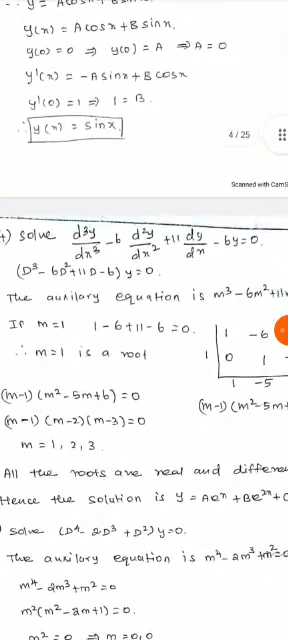 ∴ y =
y(x) = A cos x + B sin x.
y(0) = 0 ⇒ y(0) = A ⇒ A = 0
y'(x) = -A sin x + B cos x
y'(0) = 1 ⇒ 1 = B.
∴ y(x) = sin x.
4 / 25
Scanned with CamS
4) Solve d³y/dx³ - 6 d²y/dx² + 11 dy/dx - 6y = 0.
(D³ - 6D² + 11D - 6) y = 0.
The auxilary equation is m³ - 6m² + 11
If m = 1 1 - 6 + 11 - 6 = 0.
∴ m = 1 is a root
1 | 1 -6
0 1
1 -5
(m-1) (m² - 5m + 6) = 0
(m-1) (m² - 5m +
(m-1) (m-2) (m-3) = 0
m = 1, 2, 3.
All the roots are real and differe
Hence the solution is y = Ae^x + Be^2x +
Solve (D⁴ - 2D³ + D²) y = 0.
The auxilary equation is m⁴ - 2m³ + m² = 0
m⁴ - 2m³ + m² = 0
m² (m² - 2m + 1) = 0.
m² = 0 ⇒ m = 0, 0